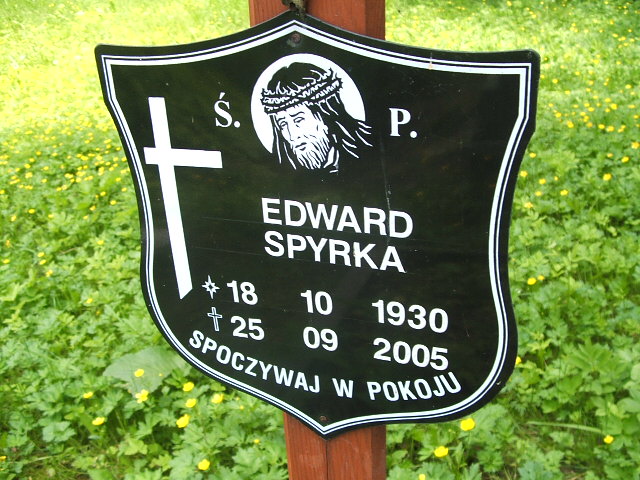 Ś. P.
EDWARD
SPYRKA
18 10 1930
25 09 2005
SPOCZYWAJ W POKOJU